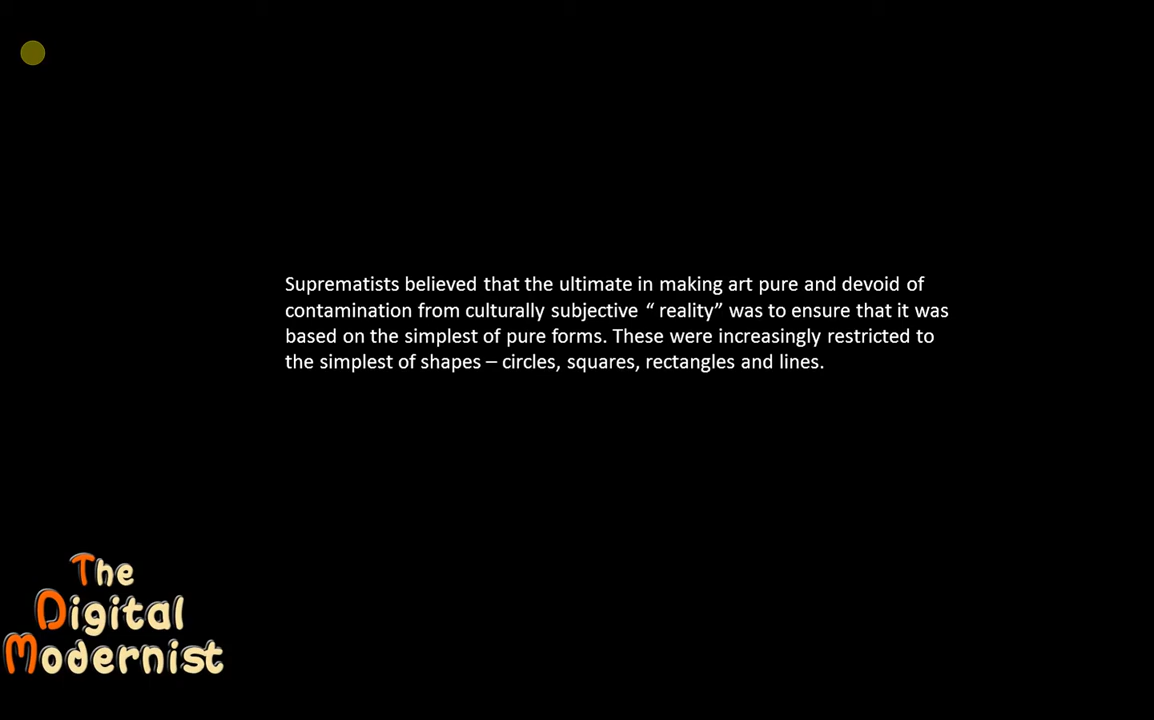 Suprematists believed that the ultimate in making art pure and devoid of
contamination from culturally subjective “ reality” was to ensure that it was
based on the simplest of pure forms. These were increasingly restricted to
the simplest of shapes – circles, squares, rectangles and lines.
The
Digital
Modernist